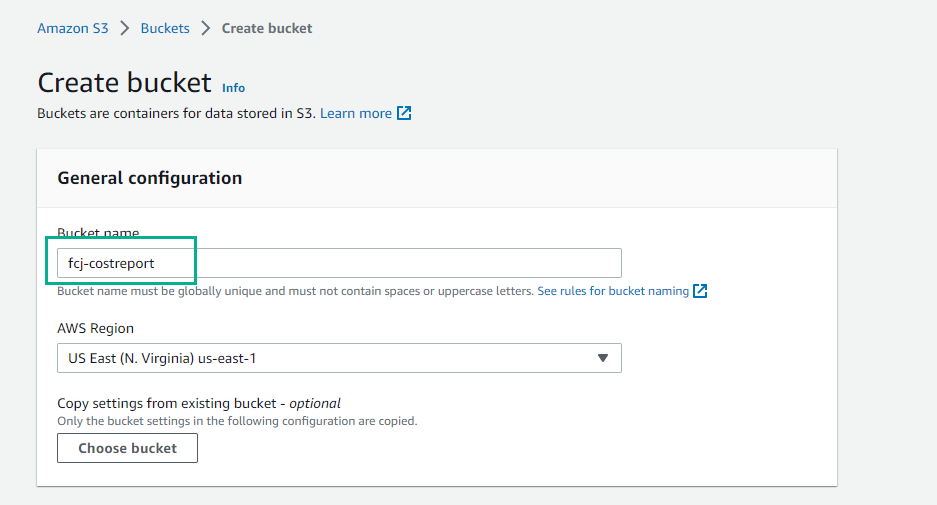 Amazon S3 > Buckets > Create bucket
Create bucket Info
Buckets are containers for data stored in S3. Learn more
General configuration
Bucket name
fcj-costreport
Bucket name must be globally unique and must not contain spaces or uppercase letters. See rules for bucket naming
AWS Region
US East (N. Virginia) us-east-1
Copy settings from existing bucket - optional
Only the bucket settings in the following configuration are copied.
Choose bucket